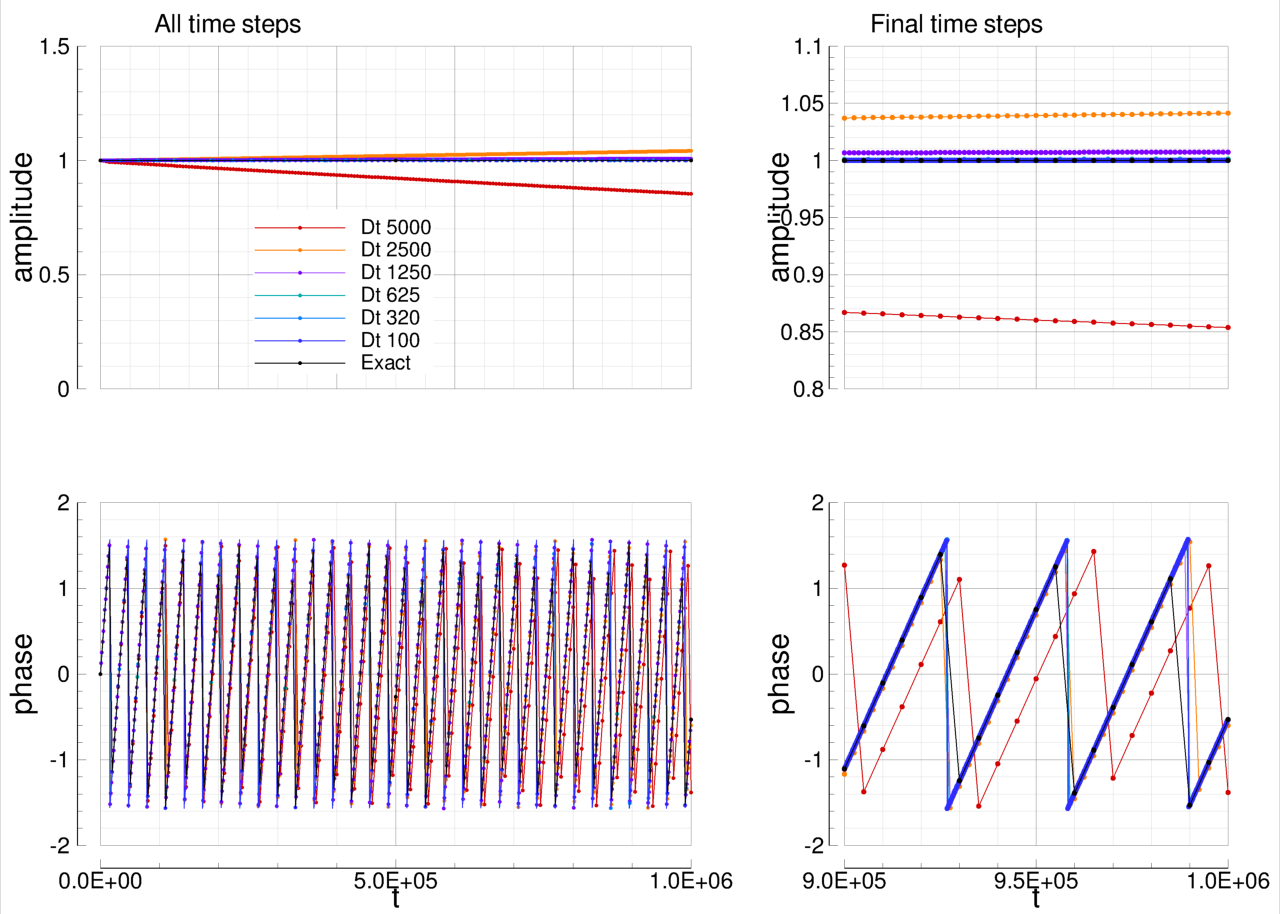 All time steps
Final time steps
1.5
1
0.5
0
amplitude
Dt 5000
Dt 2500
Dt 1250
Dt 625
Dt 320
Dt 100
Exact
1.1
1.05
1
0.95
0.9
0.85
0.8
amplitude
2
1
0
-1
-2
phase
0.0E+00
5.0E+05
1.0E+06
t
2
1
0
-1
-2
phase
9.0E+05
9.5E+05
1.0E+06
t